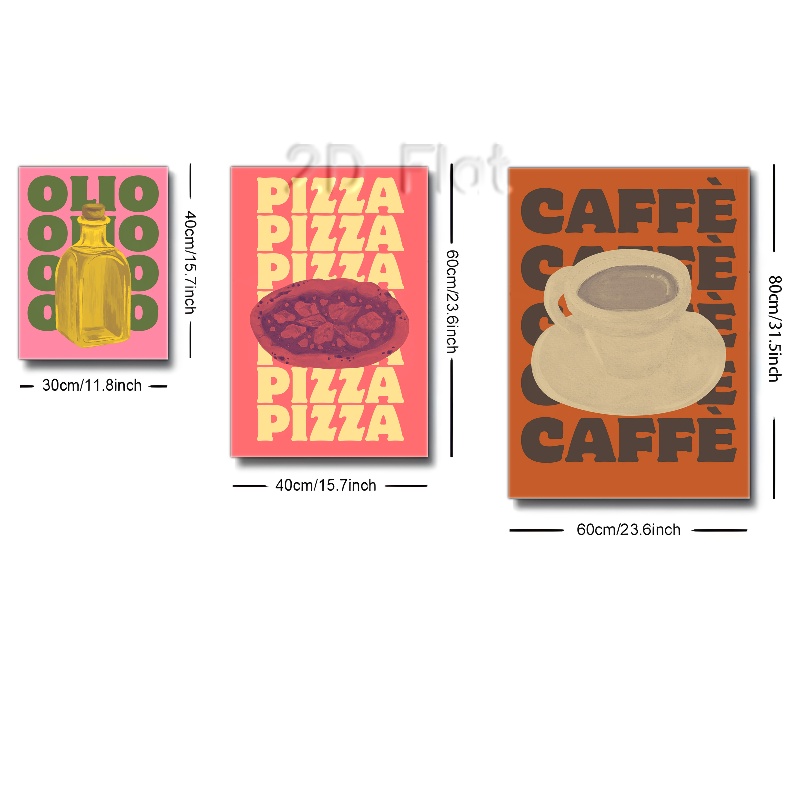 2D Flat
OLIO
OLIO
OLIO
OLIO
40cm/15.7inch
30cm/11.8inch
PIZZA
PIZZA
PIZZA
PIZZA
PIZZA
PIZZA
60cm/23.6inch
40cm/15.7inch
CAFFÈ
CAFFÈ
CAFFÈ
CAFFÈ
CAFFÈ
80cm/31.5inch
60cm/23.6inch